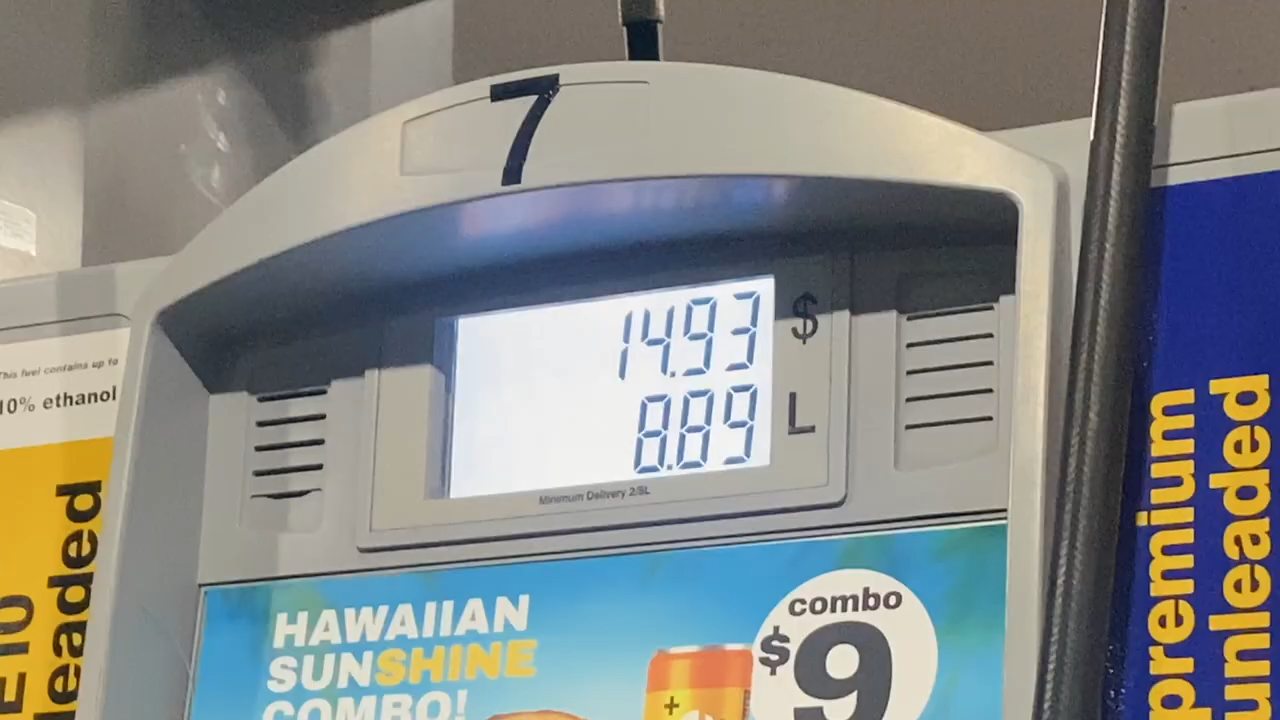 7
14.93 $
8.89 L
Minimum Delivery 2/5L
This fuel contains up to
10% ethanol
E10
leaded
premium
unleaded
HAWAIIAN
SUNSHINE
COMBO!
combo
$9